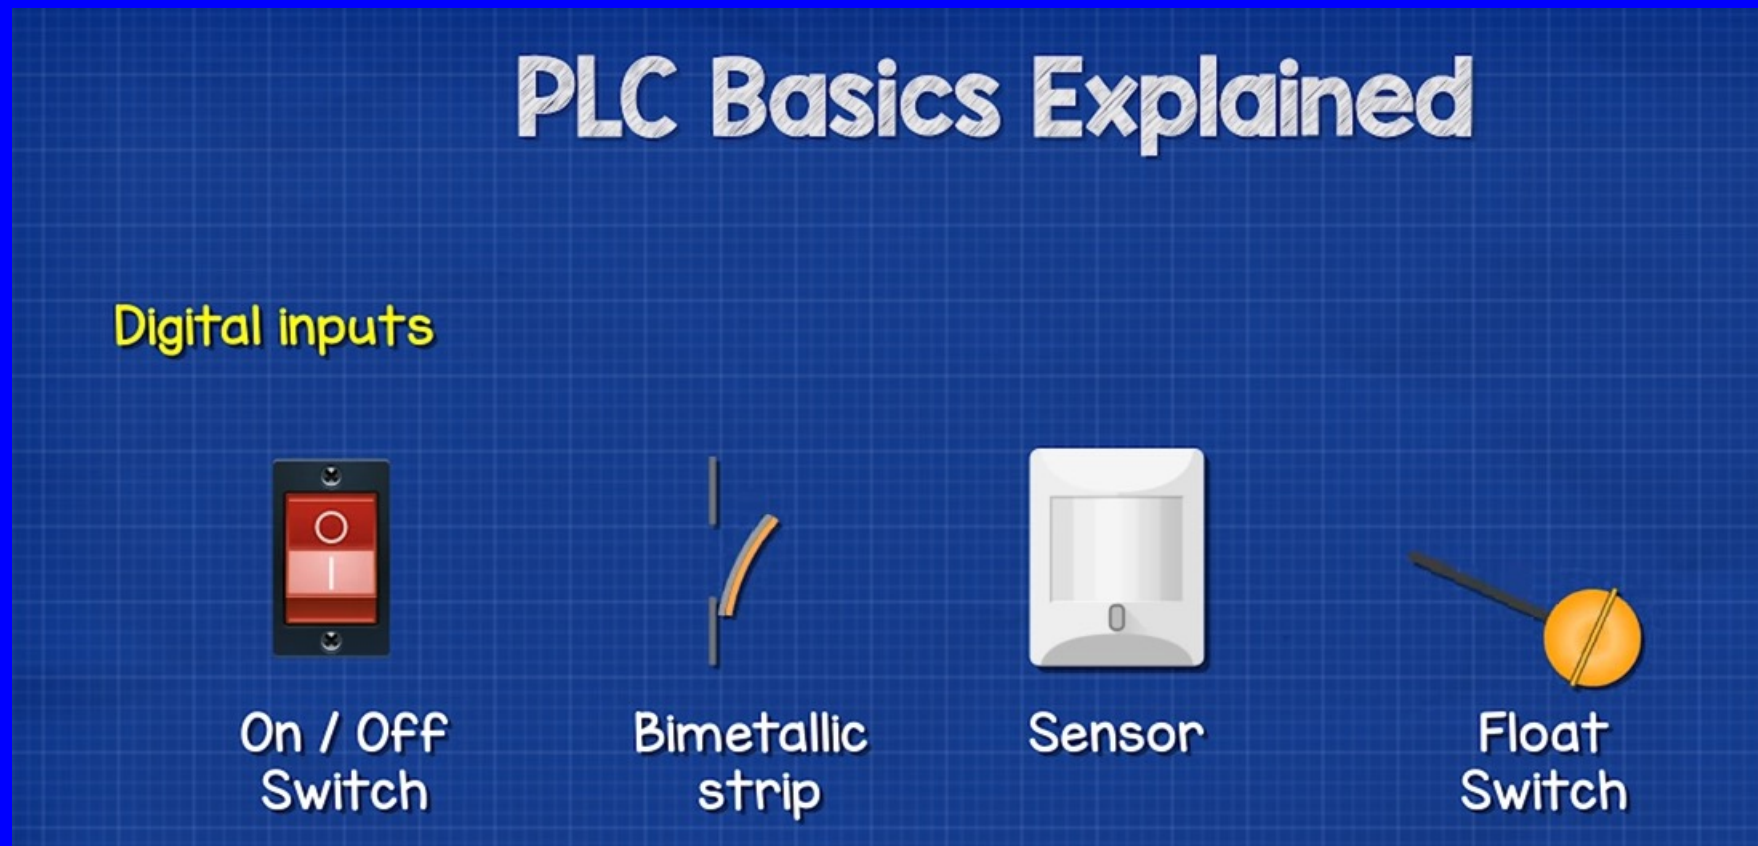 PLC Basics Explained
Digital inputs
On / Off
Switch
Bimetallic
strip
Sensor
Float
Switch